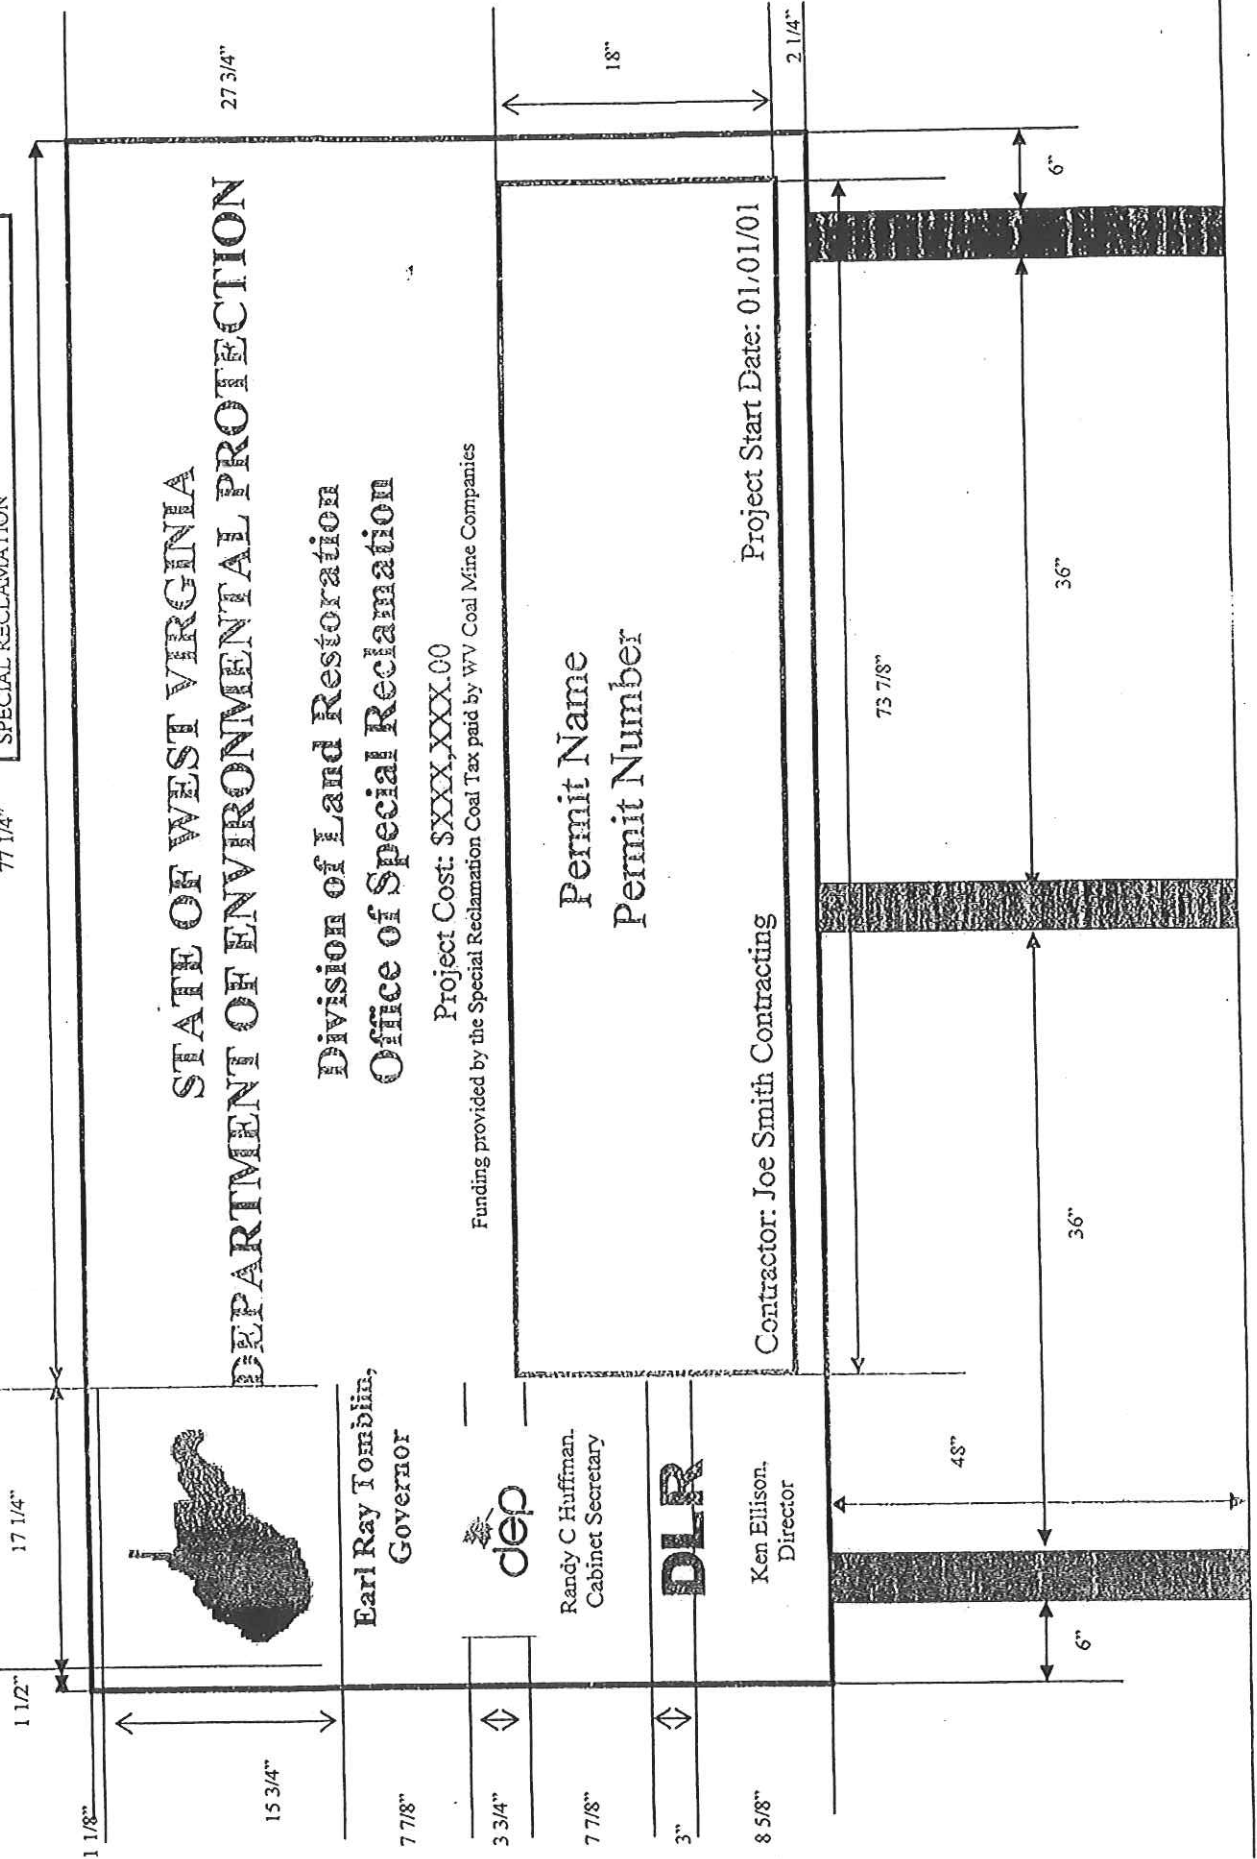 SPECIAL RECLAMATION
1 1/2"
17 1/4"
77 1/4"
1 1/8"
15 3/4"
7 7/8"
3 3/4"
7 7/8"
3"
8 5/8"
STATE OF WEST VIRGINIA
DEPARTMENT OF ENVIRONMENTAL PROTECTION
Division of Land Restoration
Office of Special Reclamation
Project Cost: $XXX,XXX.00
Funding provided by the Special Reclamation Coal Tax paid by WV Coal Mine Companies
Earl Ray Tomblin,
Governor
dep
Randy C Huffman.
Cabinet Secretary
DLR
Ken Ellison,
Director
Permit Name
Permit Number
Contractor: Joe Smith Contracting
Project Start Date: 01/01/01
27 3/4"
18"
2 1/4"
73 7/8"
6"
36"
36"
6"
48"